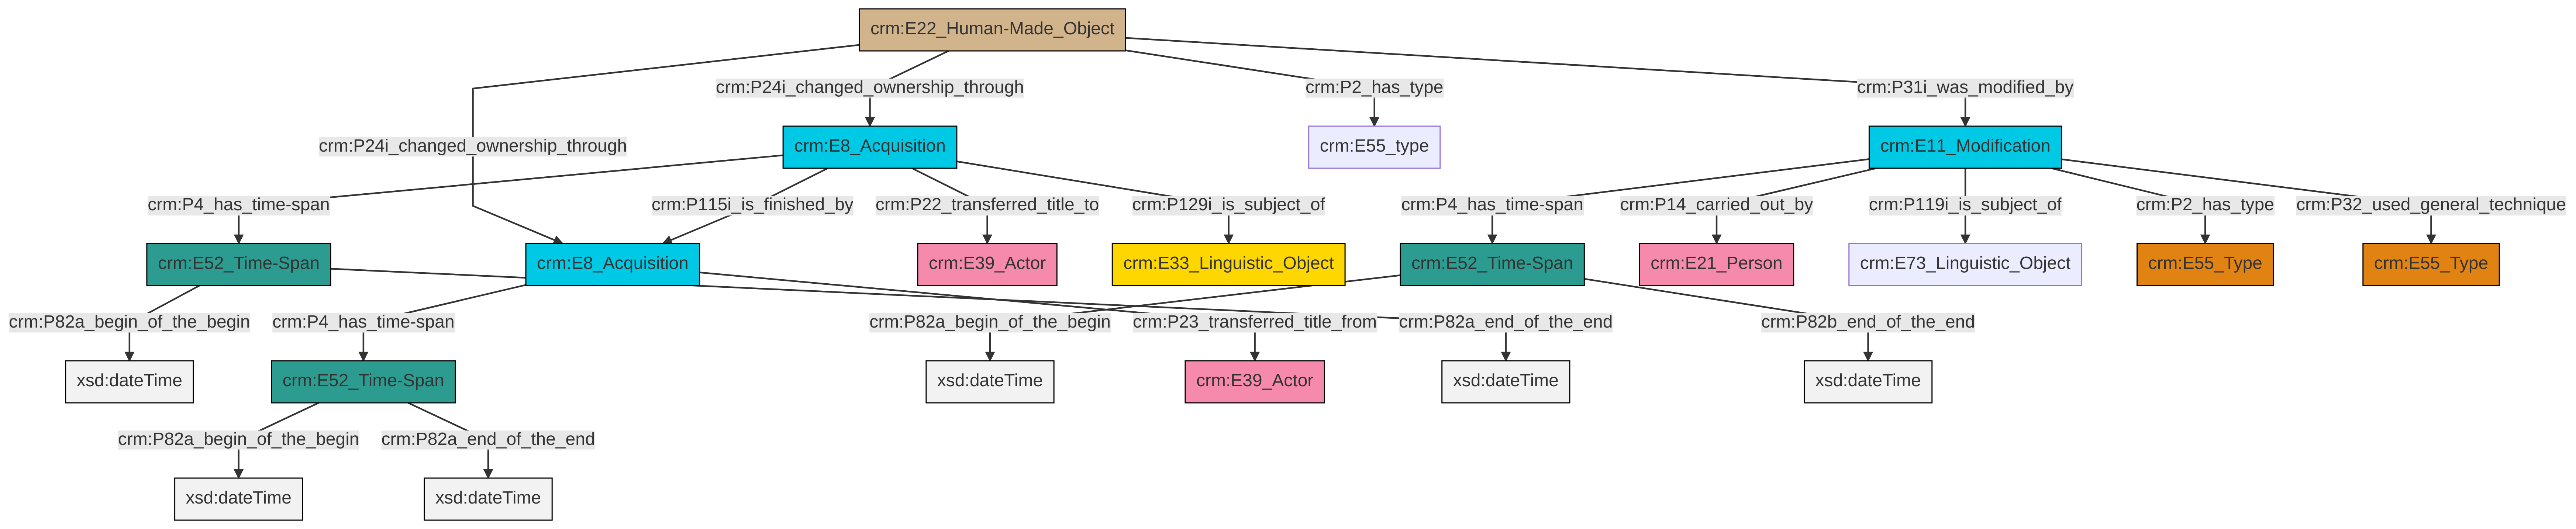 crm:E22_Human-Made_Object
crm:P24i_changed_ownership_through
crm:P2_has_type
crm:P31i_was_modified_by
crm:P24i_changed_ownership_through
crm:E8_Acquisition
crm:E55_type
crm:E11_Modification
crm:P4_has_time-span
crm:P115i_is_finished_by
crm:P22_transferred_title_to
crm:P129i_is_subject_of
crm:P4_has_time-span
crm:P14_carried_out_by
crm:P119i_is_subject_of
crm:P2_has_type
crm:P32_used_general_technique
crm:E52_Time-Span
crm:E8_Acquisition
crm:E39_Actor
crm:E33_Linguistic_Object
crm:E52_Time-Span
crm:E21_Person
crm:E73_Linguistic_Object
crm:E55_Type
crm:E55_Type
crm:P82a_begin_of_the_begin
crm:P4_has_time-span
crm:P82a_begin_of_the_begin
crm:P23_transferred_title_from
crm:P82a_end_of_the_end
crm:P82b_end_of_the_end
xsd:dateTime
crm:E52_Time-Span
xsd:dateTime
crm:E39_Actor
xsd:dateTime
xsd:dateTime
crm:P82a_begin_of_the_begin
crm:P82a_end_of_the_end
xsd:dateTime
xsd:dateTime